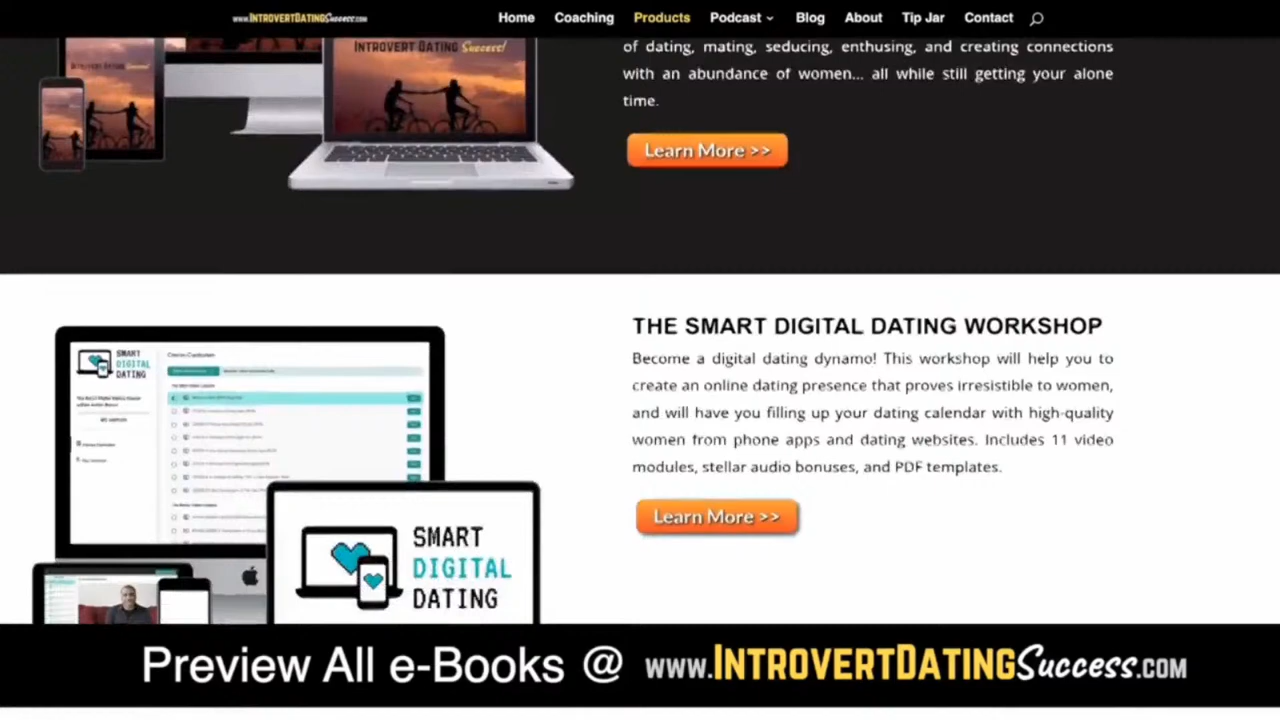 www.INTROVERTDATINGSuccess.com
Home Coaching Products Podcast Blog About Tip Jar Contact
INTROVERT DATING Success!
of dating, mating, seducing, enthusing, and creating connections
with an abundance of women... all while still getting your alone
time.
Learn More >>
THE SMART DIGITAL DATING WORKSHOP
Become a digital dating dynamo! This workshop will help you to
create an online dating presence that proves irresistible to women,
and will have you filling up your dating calendar with high-quality
women from phone apps and dating websites. Includes 11 video
modules, stellar audio bonuses, and PDF templates.
Learn More >>
SMART
DIGITAL
DATING
Course Curriculum
SMART
DIGITAL
DATING
Preview All e-Books @ www.INTROVERTDATINGSuccess.com